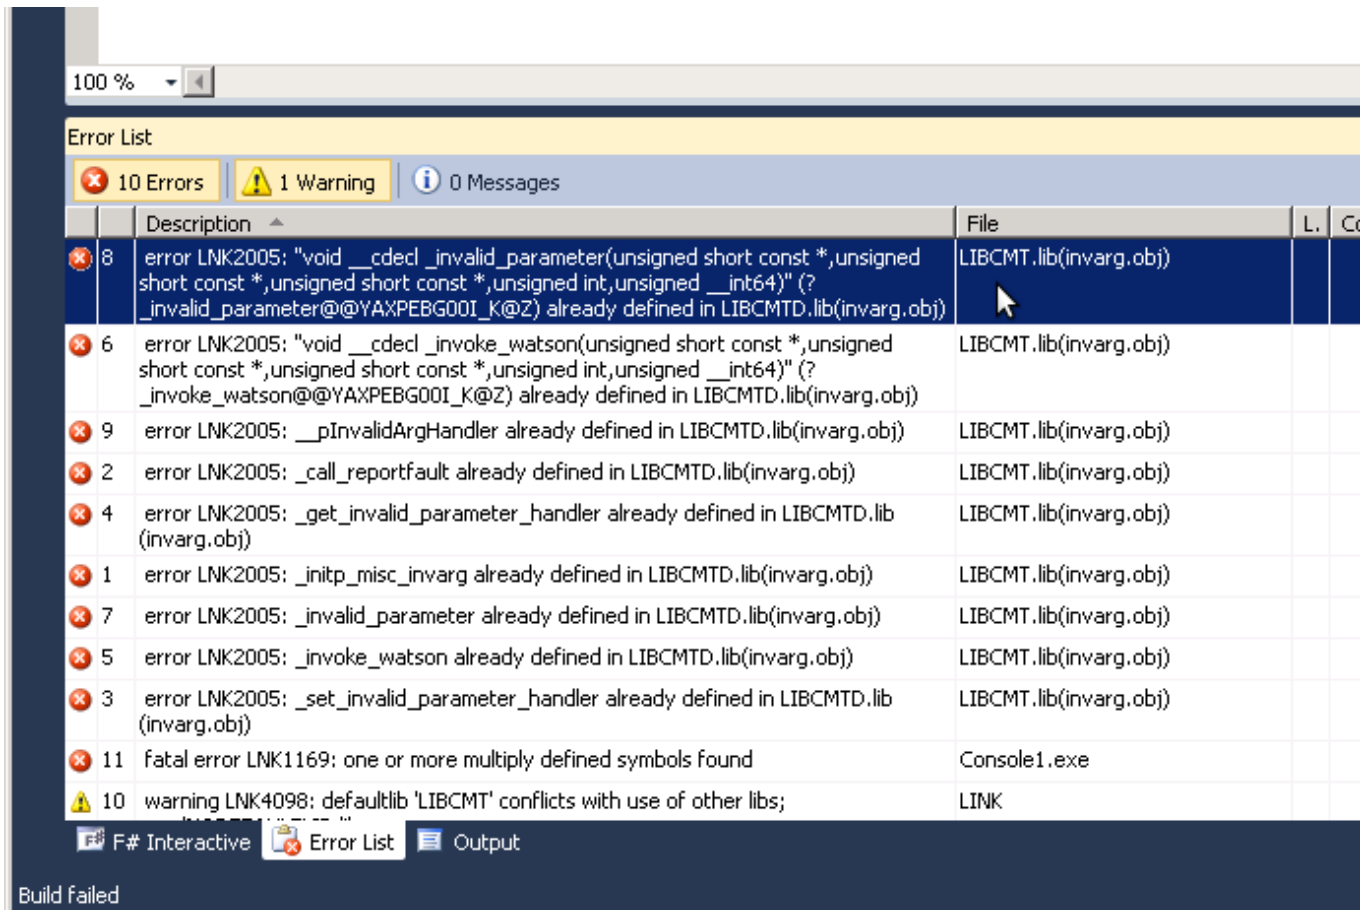 100 %
Error List
10 Errors 1 Warning 0 Messages
Description File L. Co
8 error LNK2005: "void __cdecl _invalid_parameter(unsigned short const *,unsigned LIBCMT.lib(invarg.obj)
short const *,unsigned short const *,unsigned int,unsigned __int64)" (?
_invalid_parameter@@YAXPEBG00I_K@Z) already defined in LIBCMTD.lib(invarg.obj)
6 error LNK2005: "void __cdecl _invoke_watson(unsigned short const *,unsigned LIBCMT.lib(invarg.obj)
short const *,unsigned short const *,unsigned int,unsigned __int64)" (?
_invoke_watson@@YAXPEBG00I_K@Z) already defined in LIBCMTD.lib(invarg.obj)
9 error LNK2005: __pInvalidArgHandler already defined in LIBCMTD.lib(invarg.obj) LIBCMT.lib(invarg.obj)
2 error LNK2005: _call_reportfault already defined in LIBCMTD.lib(invarg.obj) LIBCMT.lib(invarg.obj)
4 error LNK2005: _get_invalid_parameter_handler already defined in LIBCMTD.lib LIBCMT.lib(invarg.obj)
(invarg.obj)
1 error LNK2005: _initp_misc_invarg already defined in LIBCMTD.lib(invarg.obj) LIBCMT.lib(invarg.obj)
7 error LNK2005: _invalid_parameter already defined in LIBCMTD.lib(invarg.obj) LIBCMT.lib(invarg.obj)
5 error LNK2005: _invoke_watson already defined in LIBCMTD.lib(invarg.obj) LIBCMT.lib(invarg.obj)
3 error LNK2005: _set_invalid_parameter_handler already defined in LIBCMTD.lib LIBCMT.lib(invarg.obj)
(invarg.obj)
11 fatal error LNK1169: one or more multiply defined symbols found Console1.exe
10 warning LNK4098: defaultlib 'LIBCMT' conflicts with use of other libs; LINK
F# Interactive Error List Output
Build failed